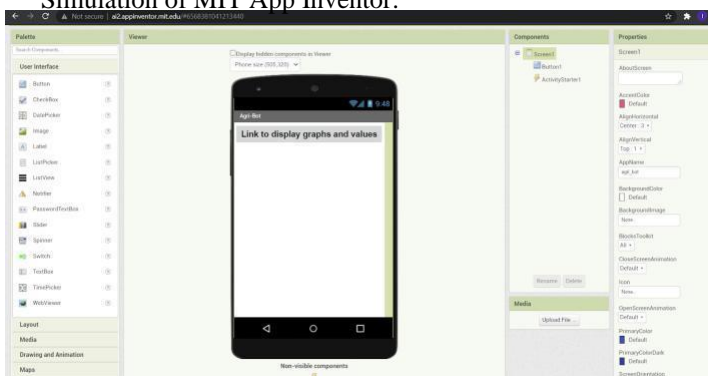 Simulation of MIT App Inventor.
Not secure | ai2.appinventor.mit.edu/#6568381041213440
Palette
Search Components...
User Interface
Button
CheckBox
DatePicker
Image
Label
ListPicker
ListView
Notifier
PasswordTextBox
Slider
Spinner
Switch
TextBox
TimePicker
WebViewer
Layout
Media
Drawing and Animation
Maps
Viewer
Display hidden components in Viewer
Phone size (505,320)
9:48
Agri-Bot
Link to display graphs and values
Non-visible components
Components
Screen1
Button1
ActivityStarter1
Rename Delete
Media
Upload File ...
Properties
Screen1
AboutScreen
AccentColor
Default
AlignHorizontal
Center : 3
AlignVertical
Top : 1
AppName
agri_bot
BackgroundColor
Default
BackgroundImage
None...
BlocksToolkit
All
CloseScreenAnimation
Default
Icon
None...
OpenScreenAnimation
Default
PrimaryColor
Default
PrimaryColorDark
Default
ScreenOrientation